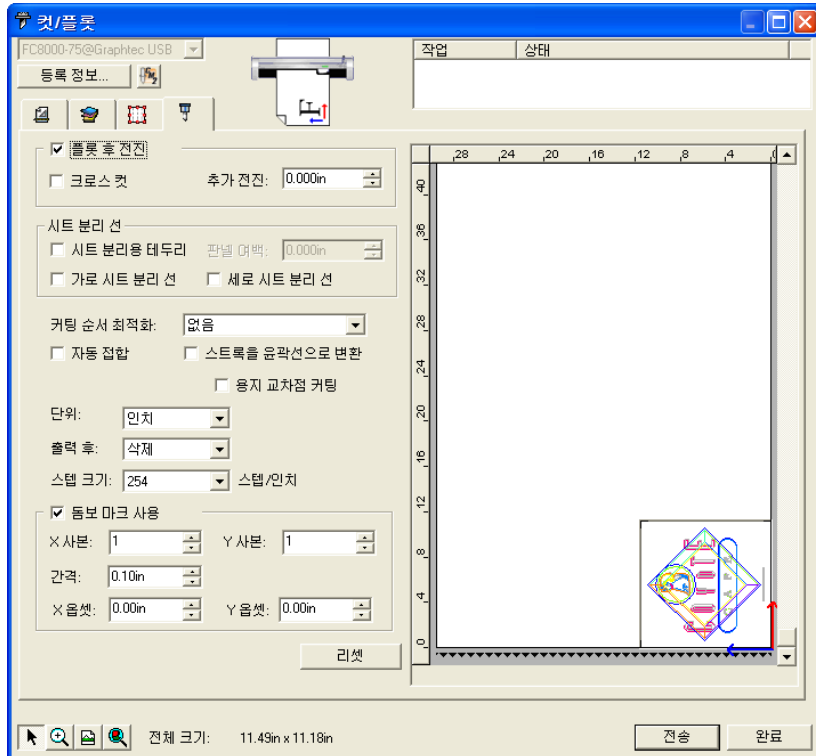 컷/플롯
FC8000-75@Graphtec USB
작업 상태
등록 정보...
플롯 후 전진
크로스 컷 추가 전진: 0.000in
시트 분리 선
시트 분리용 테두리 판넬 여백: 0.000in
가로 시트 분리 선 세로 시트 분리 선
커팅 순서 최적화: 없음
자동 접합 스트록을 윤곽선으로 변환
용지 교차점 커팅
단위: 인치
출력 후: 삭제
스텝 크기: 254 스텝/인치
돔보 마크 사용
X 사본: 1 Y 사본: 1
간격: 0.10in
X 옵셋: 0.00in Y 옵셋: 0.00in
리셋
28 24 20 16 12 8 4 0
40
36
32
28
24
20
16
12
8
4
0
COYOTE
전체 크기: 11.49in x 11.18in
전송 완료